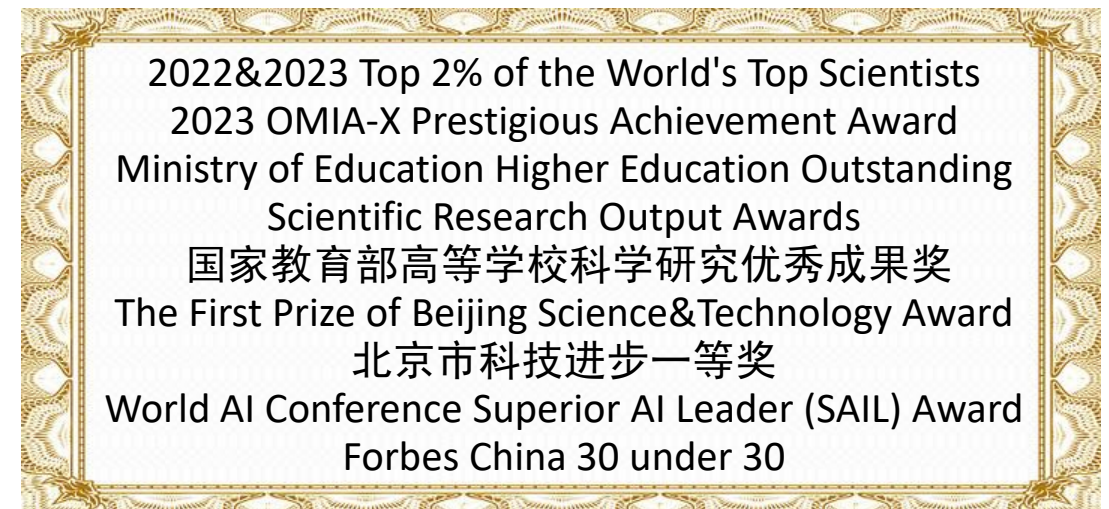 2022&2023 Top 2% of the World's Top Scientists
2023 OMIA-X Prestigious Achievement Award
Ministry of Education Higher Education Outstanding
Scientific Research Output Awards
国家教育部高等学校科学研究优秀成果奖
The First Prize of Beijing Science&Technology Award
北京市科技进步一等奖
World AI Conference Superior AI Leader (SAIL) Award
Forbes China 30 under 30